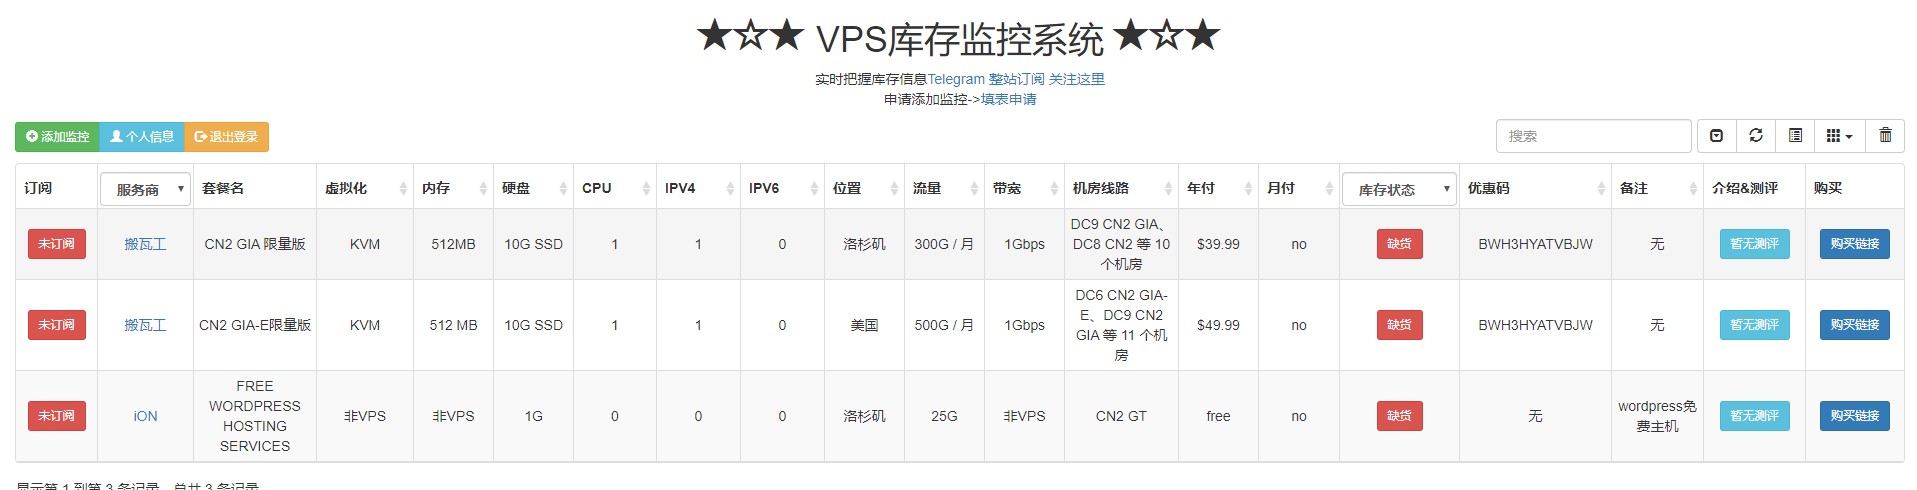 ★☆★ VPS库存监控系统 ★☆★
实时把握库存信息Telegram 整站订阅 关注这里
申请添加监控->填表申请
添加监控 个人信息 退出登录 搜索
订阅 服务商 套餐名 虚拟化 内存 硬盘 CPU IPV4 IPV6 位置 流量 带宽 机房线路 年付 月付 库存状态 优惠码 备注 介绍&测评 购买
未订阅 搬瓦工 CN2 GIA 限量版 KVM 512MB 10G SSD 1 1 0 洛杉矶 300G / 月 1Gbps
DC9 CN2 GIA、
DC8 CN2 等 10
个机房
$39.99 no 缺货 BWH3HYATVBJW 无 暂无测评 购买链接
未订阅 搬瓦工 CN2 GIA-E限量版 KVM 512 MB 10G SSD 1 1 0 美国 500G / 月 1Gbps
DC6 CN2 GIA-
E、DC9 CN2
GIA 等 11 个机
房
$49.99 no 缺货 BWH3HYATVBJW 无 暂无测评 购买链接
未订阅 iON
FREE
WORDPRESS
HOSTING
SERVICES
非VPS 非VPS 1G 0 0 0 洛杉矶 25G 非VPS CN2 GT free no 缺货 无
wordpress免
费主机
暂无测评 购买链接
显示第 1 到第 3 条记录，总共 3 条记录